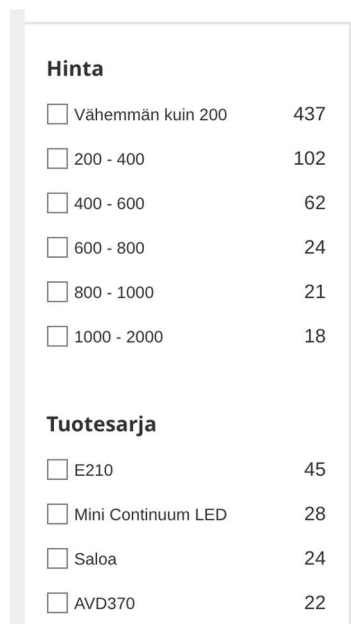 Hinta
Vähemmän kuin 200 437
200 - 400 102
400 - 600 62
600 - 800 24
800 - 1000 21
1000 - 2000 18
Tuotesarja
E210 45
Mini Continuum LED 28
Saloa 24
AVD370 22